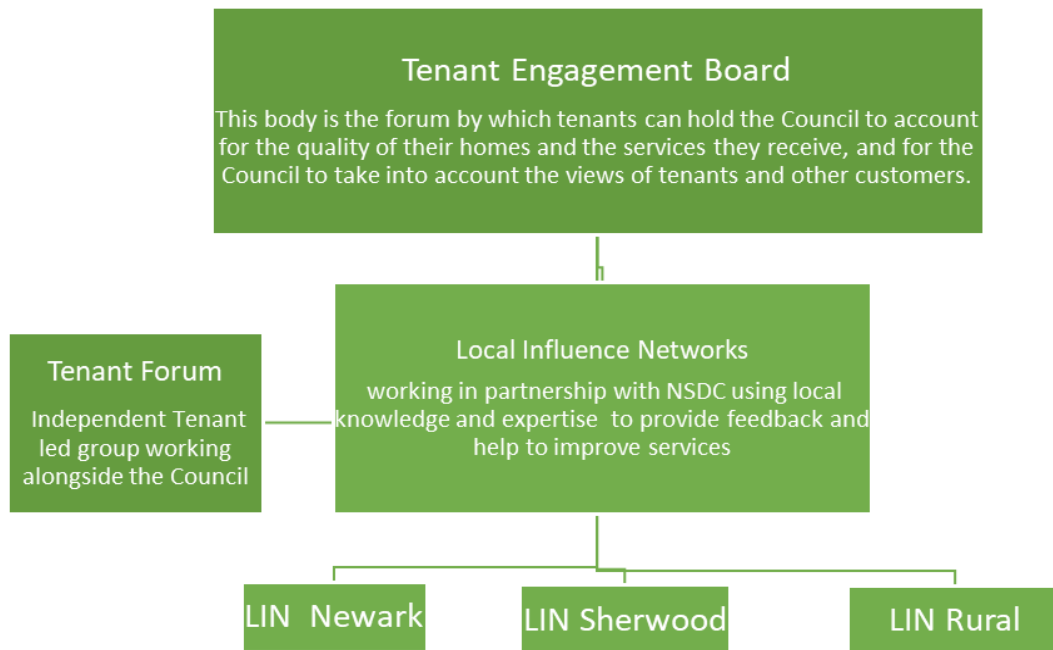 Tenant Engagement Board
This body is the forum by which tenants can hold the Council to account
for the quality of their homes and the services they receive, and for the
Council to take into account the views of tenants and other customers.
Tenant Forum
Independent Tenant
led group working
alongside the Council
Local Influence Networks
working in partnership with NSDC using local
knowledge and expertise  to provide feedback and
help to improve services
LIN  Newark
LIN Sherwood
LIN Rural